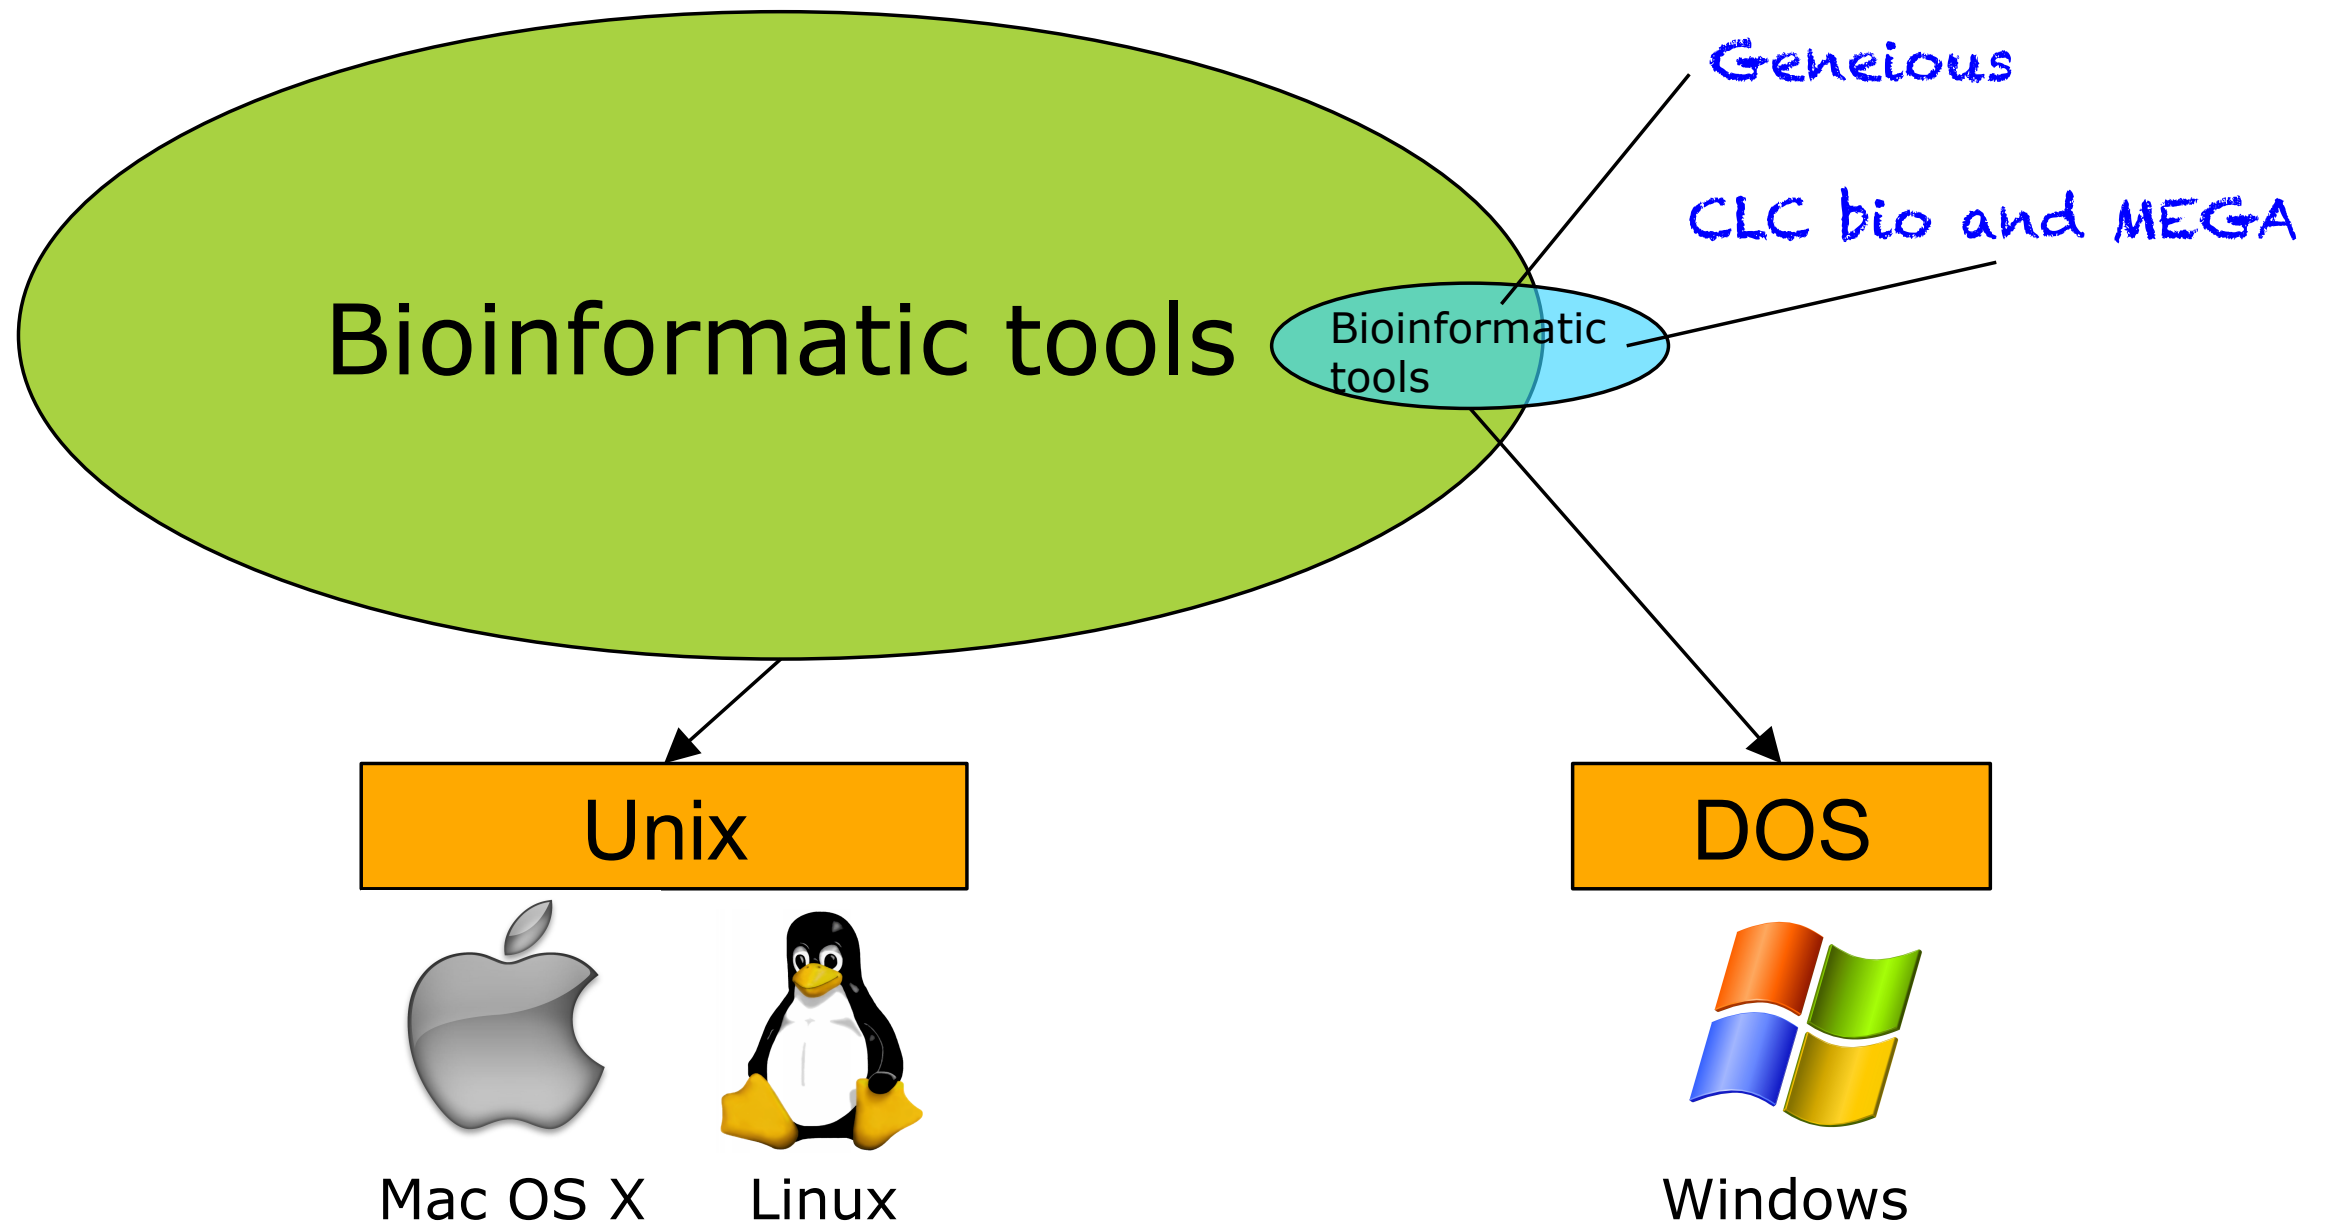 Geneious
CLC bio and MEGA
Bioinformatic tools
Bioinformatic
tools
Unix
DOS
Mac OS X
Linux
Windows